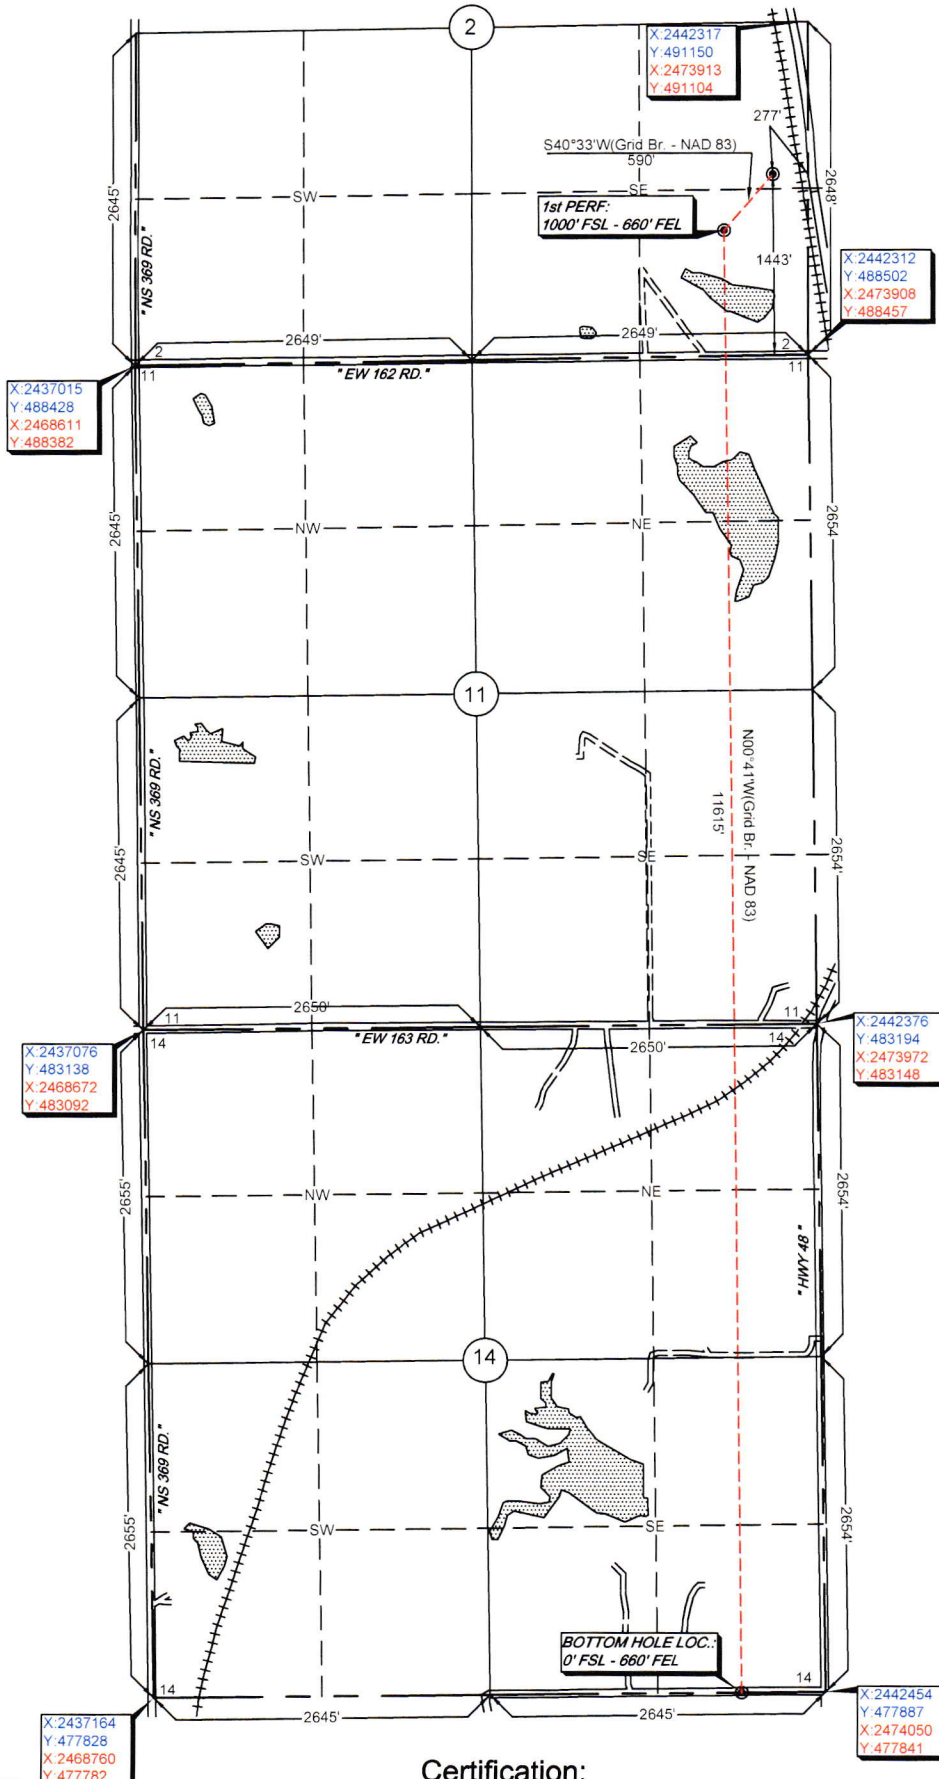 2
X:2442317
Y:491150
X:2473913
Y:491104
277'
S40°33'W(Grid Br. - NAD 83)
590'
SW
SE
2645'
2648'
1st PERF:
1000' FSL - 660' FEL
"NS 369 RD."
1443'
X:2442312
Y:488502
X:2473908
Y:488457
2649'
2649'
2
2
11
11
"EW 162 RD."
X:2437015
Y:488428
X:2468611
Y:488382
2645'
NW
NE
2654
11
N00°41'W(Grid Br. - NAD 83)
11615'
"NS 369 RD."
2645'
SW
SE
2654'
11
2650'
11
14
"EW 163 RD."
2650'
14
X:2442376
Y:483194
X:2473972
Y:483148
X:2437076
Y:483138
X:2468672
Y:483092
2655'
NW
NE
2654'
"HWY 48"
14
"NS 369 RD."
2655'
SW
SE
2654'
BOTTOM HOLE LOC.:
0' FSL - 660' FEL
14
14
2645'
2645'
X:2442454
Y:477887
X:2474050
Y:477841
X:2437164
Y:477828
X:2468760
Y:477782
Certification: